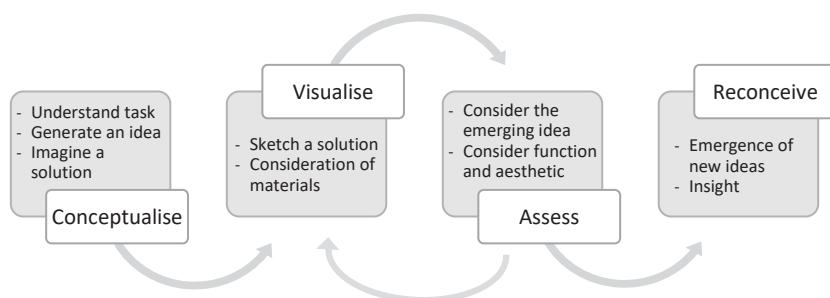 - Understand task
- Generate an idea
- Imagine a
solution
Conceptualise
Visualise
- Sketch a solution
- Consideration of
materials
- Consider the
emerging idea
- Consider function
and aesthetic
Assess
Reconceive
- Emergence of
new ideas
- Insight